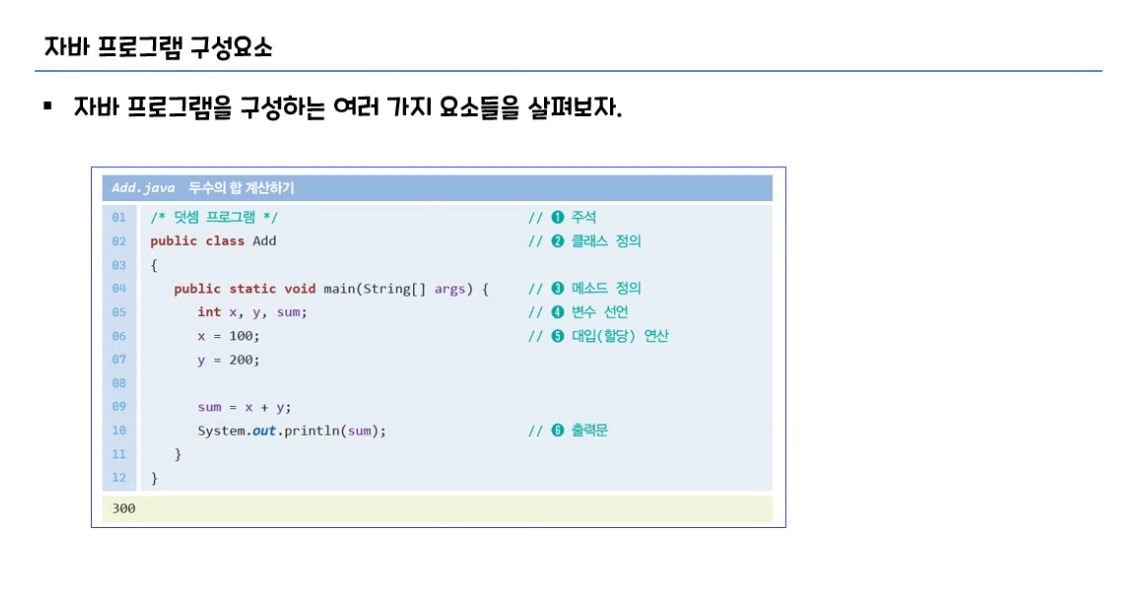 자바 프로그램 구성요소
▪ 자바 프로그램을 구성하는 여러 가지 요소들을 살펴보자.
Add.java 두수의 합 계산하기
01 /* 덧셈 프로그램 */ // ❶ 주석
02 public class Add // ❷ 클래스 정의
03 {
04 public static void main(String[] args) { // ❸ 메소드 정의
05 int x, y, sum; // ❹ 변수 선언
06 x = 100; // ❺ 대입(할당) 연산
07 y = 200;
08
09 sum = x + y;
10 System.out.println(sum); // ❻ 출력문
11 }
12 }
300